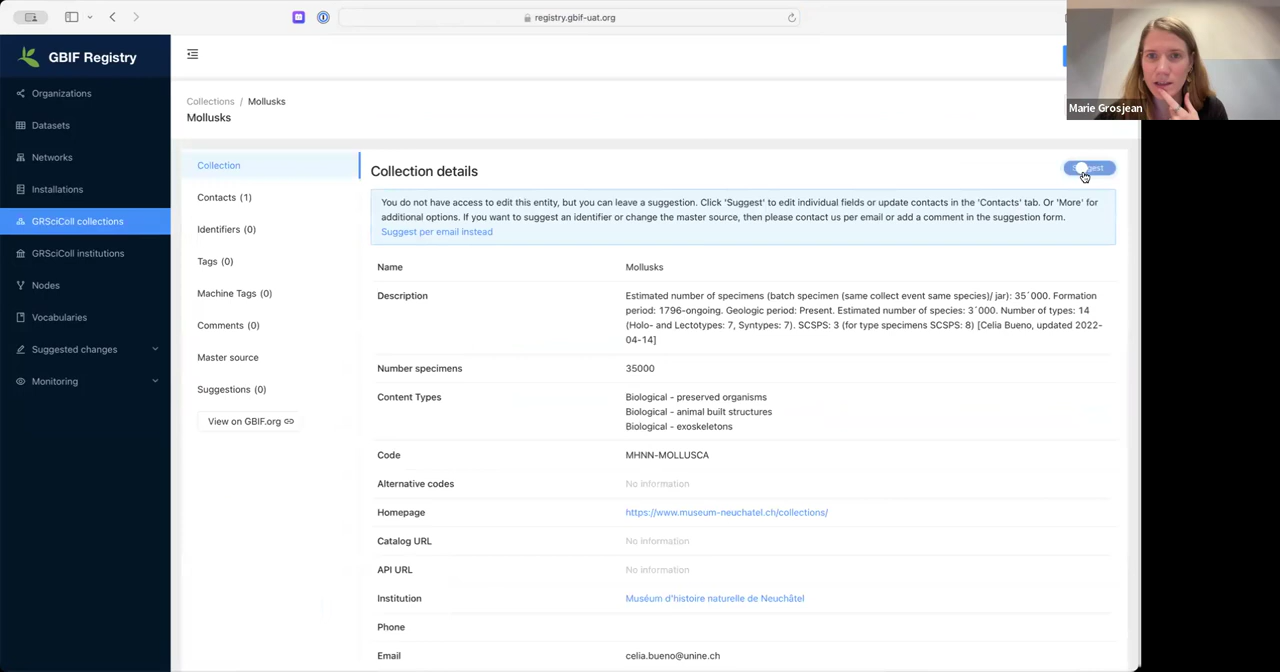 registry.gbif-uat.org
GBIF Registry
Organizations
Datasets
Networks
Installations
GRSciColl collections
GRSciColl institutions
Nodes
Vocabularies
Suggested changes
Monitoring
Marie Grosjean
Collections / Mollusks
Mollusks
Collection
Contacts (1)
Identifiers (0)
Tags (0)
Machine Tags (0)
Comments (0)
Master source
Suggestions (0)
View on GBIF.org
Collection details
You do not have access to edit this entity, but you can leave a suggestion. Click 'Suggest' to edit individual fields or update contacts in the 'Contacts' tab. Or 'More' for
additional options. If you want to suggest an identifier or change the master source, then please contact us per email or add a comment in the suggestion form.
Suggest per email instead
Name Mollusks
Description Estimated number of specimens (batch specimen (same collect event same species)/ jar): 35´000. Formation
period: 1796-ongoing. Geologic period: Present. Estimated number of species: 3´000. Number of types: 14
(Holo- and Lectotypes: 7, Syntypes: 7). SCSPS: 3 (for type specimens SCSPS: 8) [Celia Bueno, updated 2022-
04-14]
Number specimens 35000
Content Types Biological - preserved organisms
Biological - animal built structures
Biological - exoskeletons
Code MHNN-MOLLUSCA
Alternative codes No information
Homepage https://www.museum-neuchatel.ch/collections/
Catalog URL No information
API URL No information
Institution Muséum d'histoire naturelle de Neuchâtel
Phone
Email celia.bueno@unine.ch